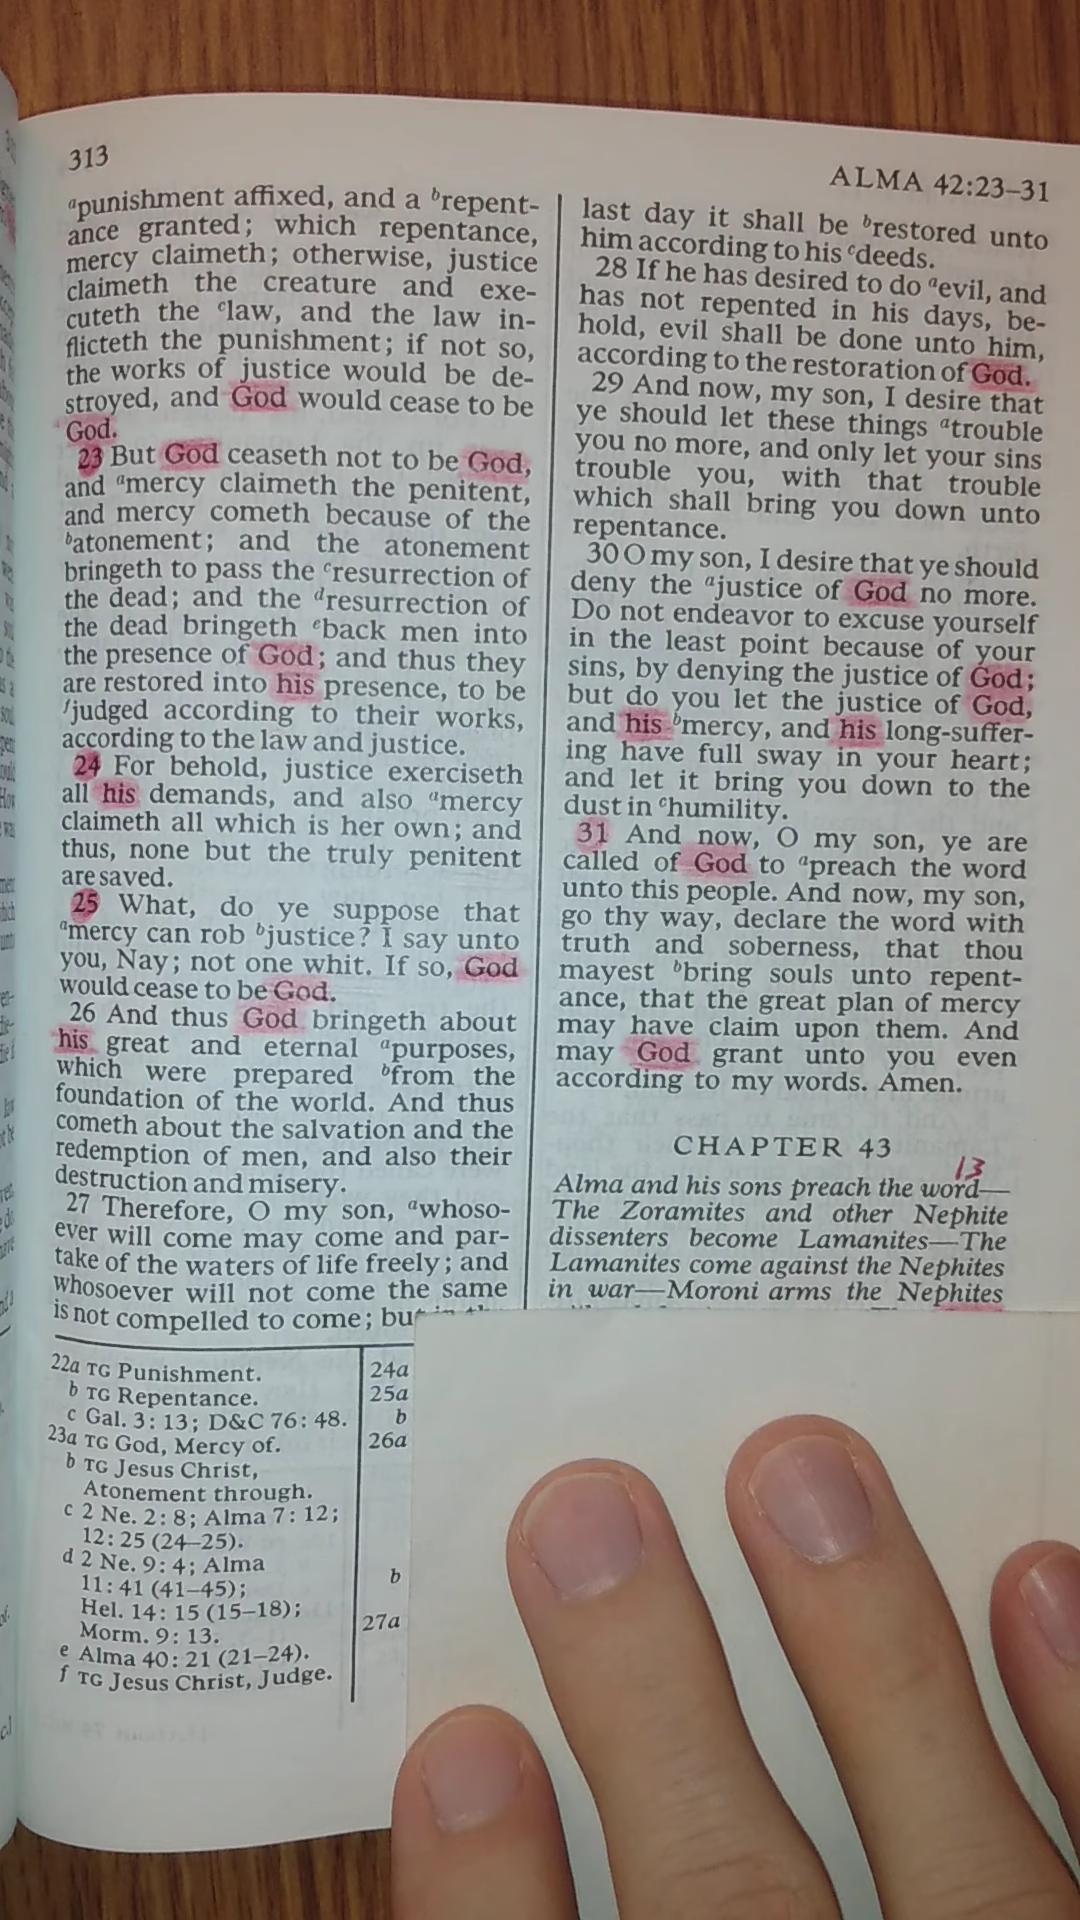 313
ALMA 42:23–31
ᵃpunishment affixed, and a ᵇrepent-
ance granted; which repentance,
mercy claimeth; otherwise, justice
claimeth the creature and exe-
cuteth the ᶜlaw, and the law in-
flicteth the punishment; if not so,
the works of justice would be de-
stroyed, and God would cease to be
God.
23 But God ceaseth not to be God,
and ᵃmercy claimeth the penitent,
and mercy cometh because of the
ᵇatonement; and the atonement
bringeth to pass the ᶜresurrection of
the dead; and the ᵈresurrection of
the dead bringeth ᵉback men into
the presence of God; and thus they
are restored into his presence, to be
ᶠjudged according to their works,
according to the law and justice.
24 For behold, justice exerciseth
all his demands, and also ᵃmercy
claimeth all which is her own; and
thus, none but the truly penitent
are saved.
25 What, do ye suppose that
ᵃmercy can rob ᵇjustice? I say unto
you, Nay; not one whit. If so, God
would cease to be God.
26 And thus God bringeth about
his great and eternal ᵃpurposes,
which were prepared ᵇfrom the
foundation of the world. And thus
cometh about the salvation and the
redemption of men, and also their
destruction and misery.
27 Therefore, O my son, ᵃwhoso-
ever will come may come and par-
take of the waters of life freely; and
whosoever will not come the same
is not compelled to come; but
last day it shall be ᵇrestored unto
him according to his ᶜdeeds.
28 If he has desired to do ᵃevil, and
has not repented in his days, be-
hold, evil shall be done unto him,
according to the restoration of God.
29 And now, my son, I desire that
ye should let these things ᵃtrouble
you no more, and only let your sins
trouble you, with that trouble
which shall bring you down unto
repentance.
30 O my son, I desire that ye should
deny the ᵃjustice of God no more.
Do not endeavor to excuse yourself
in the least point because of your
sins, by denying the justice of God;
but do you let the justice of God,
and his ᵇmercy, and his long-suffer-
ing have full sway in your heart;
and let it bring you down to the
dust in ᶜhumility.
31 And now, O my son, ye are
called of God to ᵃpreach the word
unto this people. And now, my son,
go thy way, declare the word with
truth and soberness, that thou
mayest ᵇbring souls unto repent-
ance, that the great plan of mercy
may have claim upon them. And
may God grant unto you even
according to my words. Amen.
CHAPTER 43
13
Alma and his sons preach the word—
The Zoramites and other Nephite
dissenters become Lamanites—The
Lamanites come against the Nephites
in war—Moroni arms the Nephites
22a TG Punishment.
b TG Repentance.
c Gal. 3: 13; D&C 76: 48.
23a TG God, Mercy of.
b TG Jesus Christ,
Atonement through.
c 2 Ne. 2: 8; Alma 7: 12;
12: 25 (24–25).
d 2 Ne. 9: 4; Alma
11: 41 (41–45);
Hel. 14: 15 (15–18);
Morm. 9: 13.
e Alma 40: 21 (21–24).
f TG Jesus Christ, Judge.
24a
25a
b
26a
b
27a